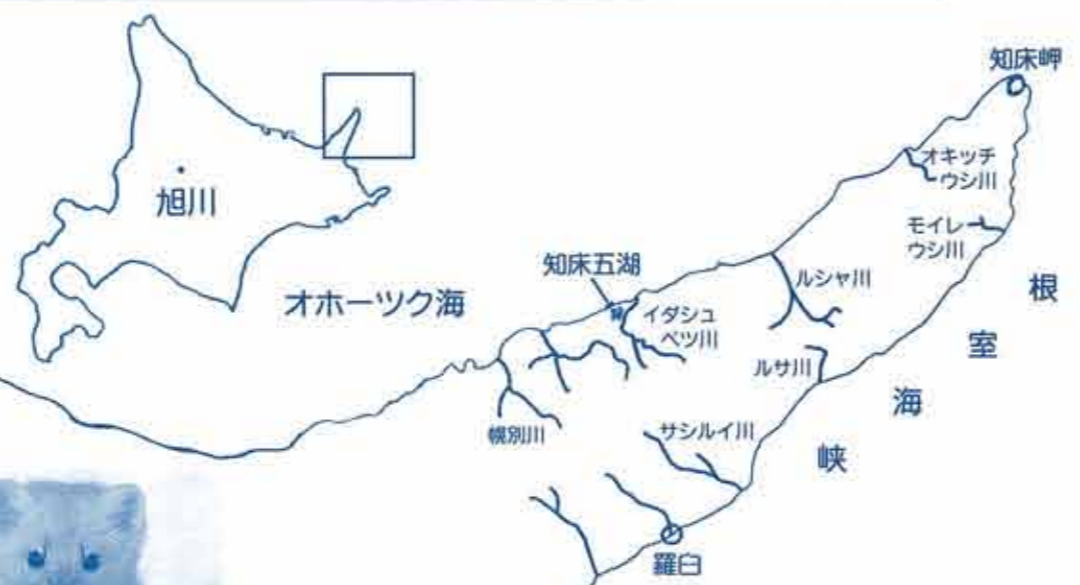 知床岬
オキッチ
ウシ川
旭川
モイレ
ウシ川
知床五湖
ルシャ川
オホーツク海
イダシュ
ベツ川
ルサ川
根
室
海
峡
幌別川
サシルイ川
羅臼